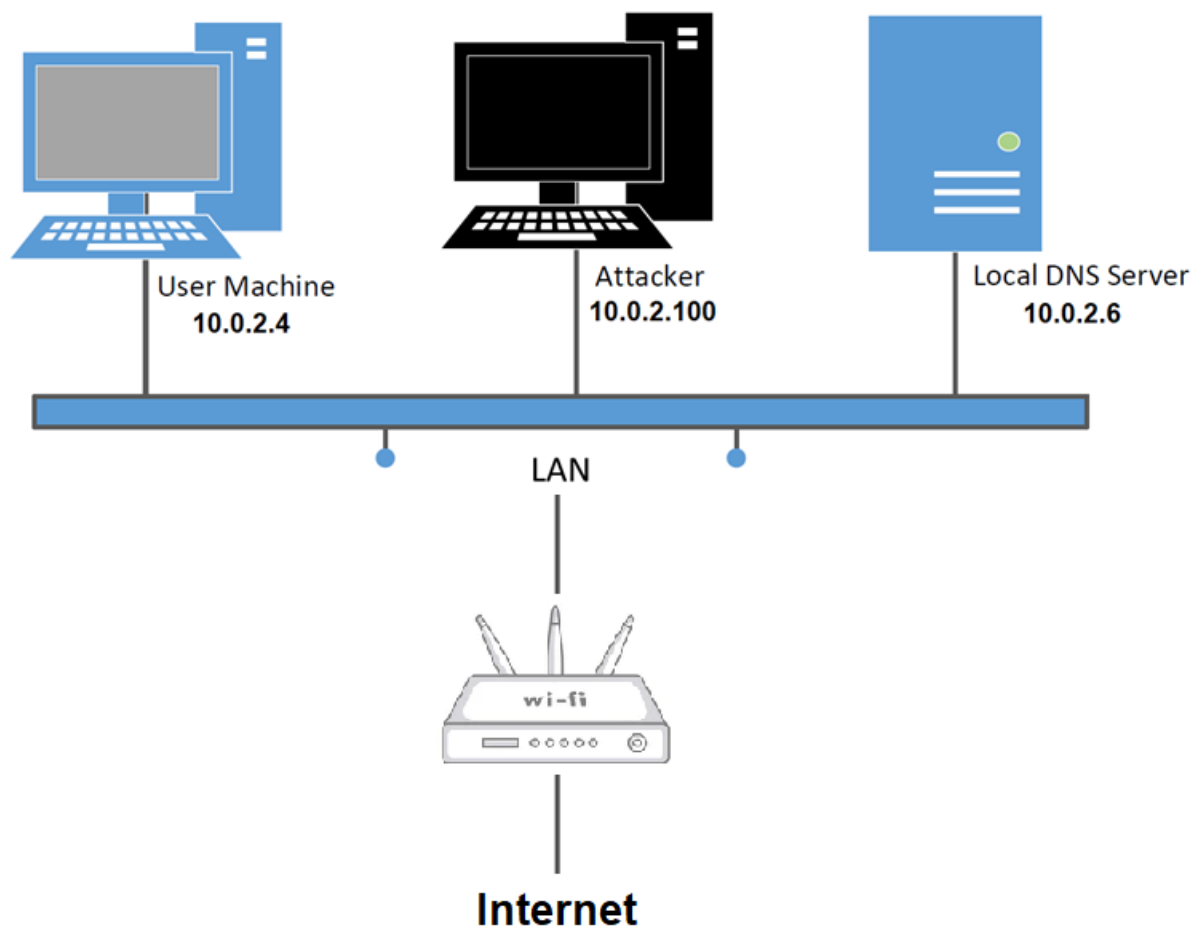 User Machine
10.0.2.4
Attacker
10.0.2.100
Local DNS Server
10.0.2.6
LAN
wi-fi
Internet